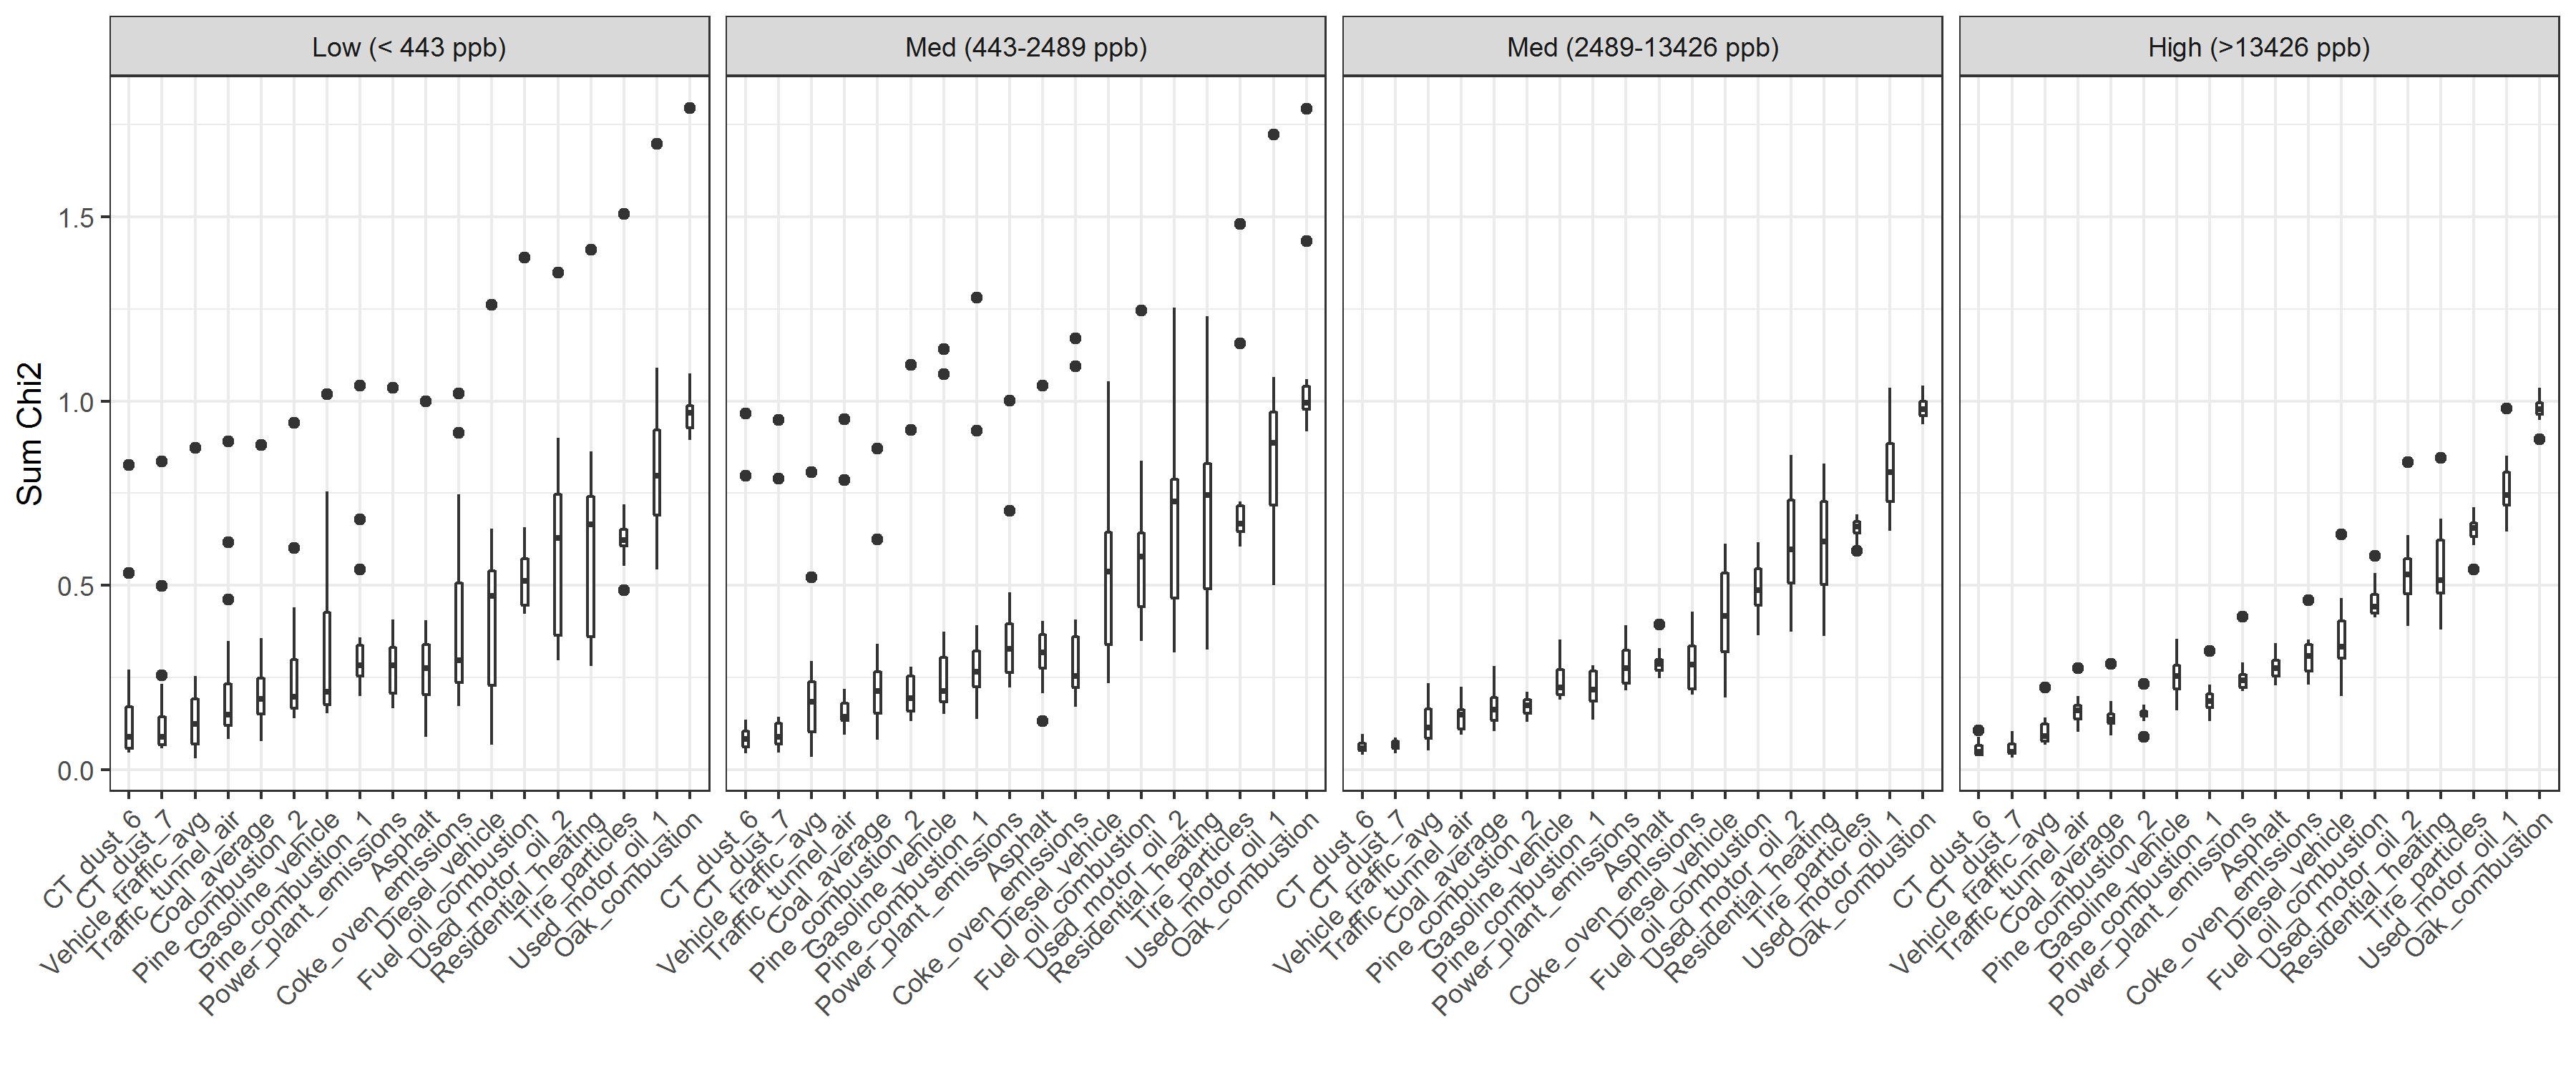 Low (< 443 ppb)
Med (443-2489 ppb)
Med (2489-13426 ppb)
High (>13426 ppb)
Sum Chi2
1.5
1.0
0.5
0.0
CT_dust_6
CT_dust_7
Vehicle_traffic_avg
Traffic_tunnel_air
Coal_average
Pine_combustion_2
Gasoline_vehicle
Pine_combustion_1
Power_plant_emissions
Asphalt
Coke_oven_emissions
Diesel_vehicle
Fuel_oil_combustion
Used_motor_oil_2
Residential_heating
Tire_particles
Used_motor_oil_1
Oak_combustion
CT_dust_6
CT_dust_7
Vehicle_traffic_avg
Traffic_tunnel_air
Coal_average
Pine_combustion_2
Gasoline_vehicle
Pine_combustion_1
Power_plant_emissions
Asphalt
Coke_oven_emissions
Diesel_vehicle
Fuel_oil_combustion
Used_motor_oil_2
Residential_heating
Tire_particles
Used_motor_oil_1
Oak_combustion
CT_dust_6
CT_dust_7
Vehicle_traffic_avg
Traffic_tunnel_air
Coal_average
Pine_combustion_2
Gasoline_vehicle
Pine_combustion_1
Power_plant_emissions
Asphalt
Coke_oven_emissions
Diesel_vehicle
Fuel_oil_combustion
Used_motor_oil_2
Residential_heating
Tire_particles
Used_motor_oil_1
Oak_combustion
CT_dust_6
CT_dust_7
Vehicle_traffic_avg
Traffic_tunnel_air
Coal_average
Pine_combustion_2
Gasoline_vehicle
Pine_combustion_1
Power_plant_emissions
Asphalt
Coke_oven_emissions
Diesel_vehicle
Fuel_oil_combustion
Used_motor_oil_2
Residential_heating
Tire_particles
Used_motor_oil_1
Oak_combustion